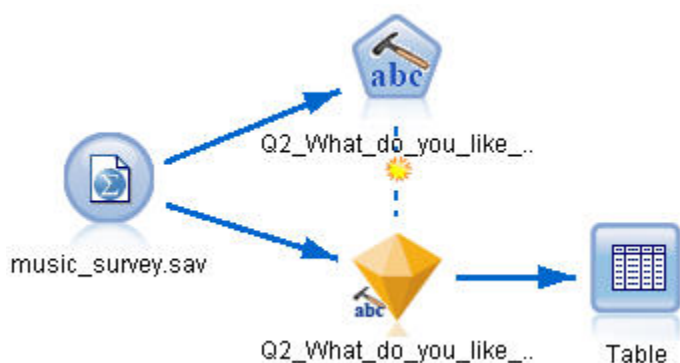 abc
Q2_What_do_you_like_..
music_survey.sav
abc
Q2_What_do_you_like_..
Table